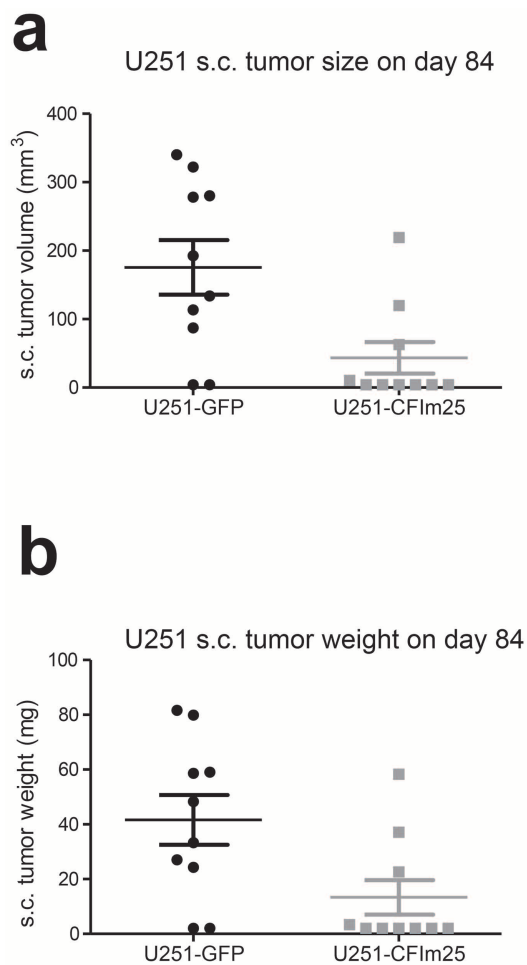 a
U251 s.c. tumor size on day 84
s.c. tumor volume (mm³)
400
300
200
100
0
U251-GFP
U251-CFIm25
b
U251 s.c. tumor weight on day 84
s.c. tumor weight (mg)
100
80
60
40
20
0
U251-GFP
U251-CFIm25